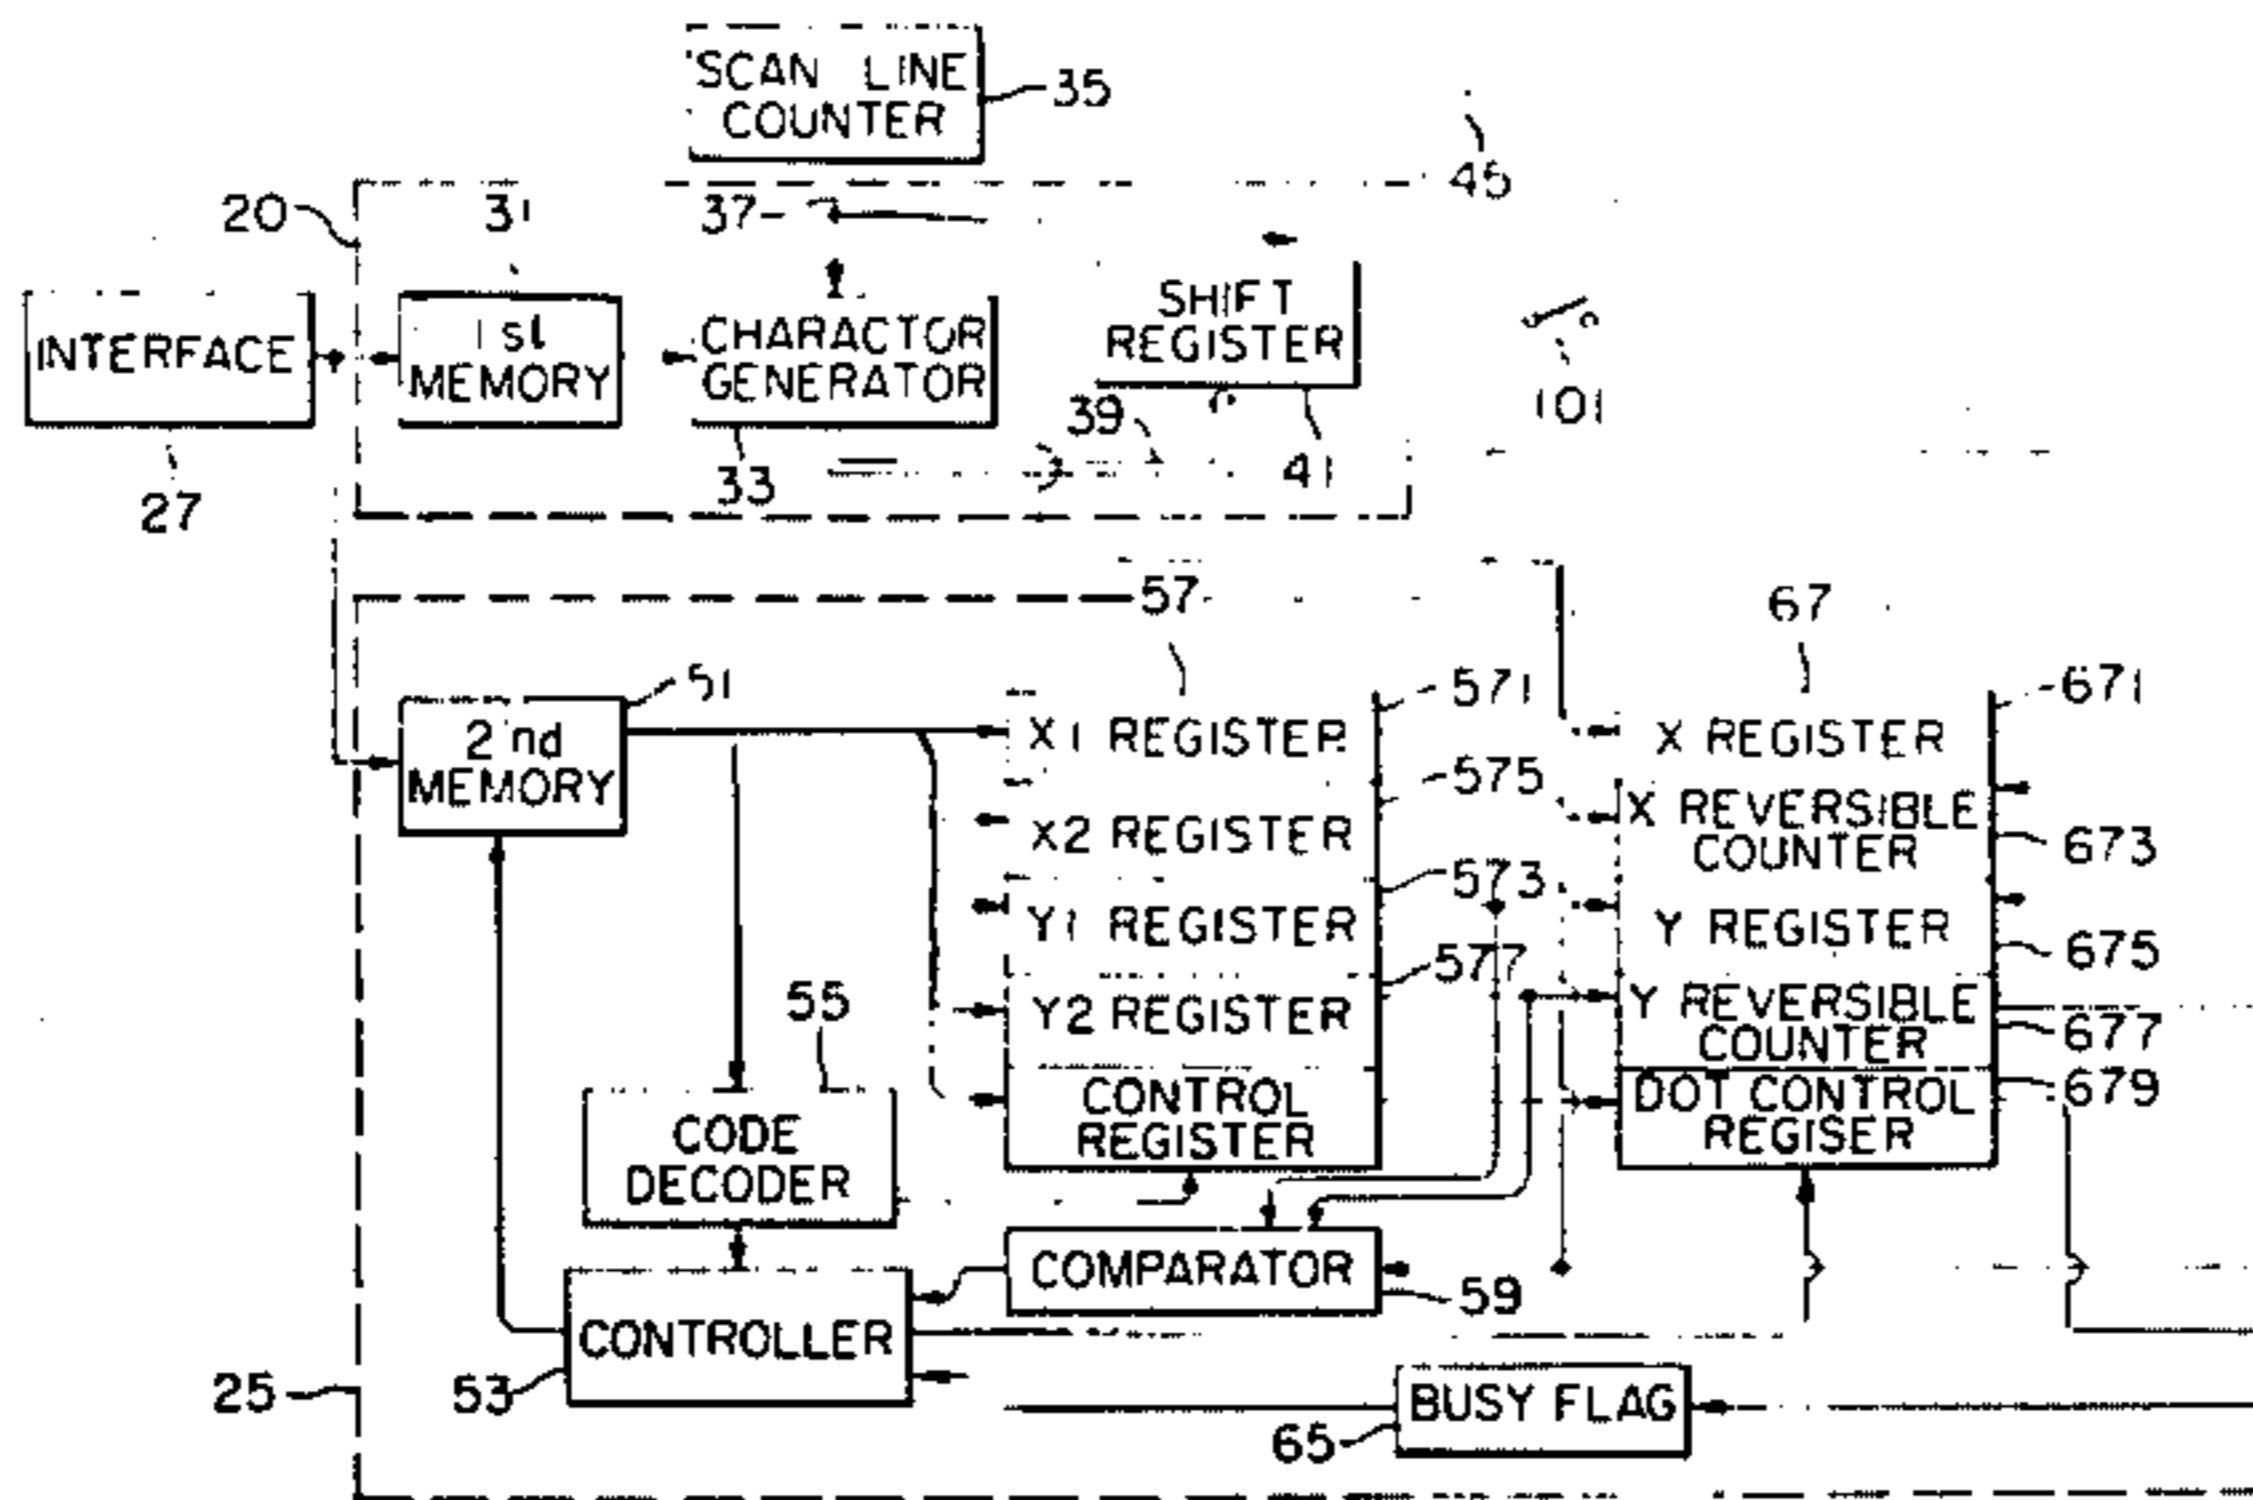 SCAN LINE
COUNTER
35
45
20
31
37
INTERFACE
1st
MEMORY
CHARACTOR
GENERATOR
SHIFT
REGISTER
101
27
33
39
41
57
67
51
571
671
2'nd
MEMORY
X1 REGISTER
X REGISTER
575
X2 REGISTER
X REVERSIBLE
COUNTER
673
573
Y1 REGISTER
Y REGISTER
675
577
55
Y2 REGISTER
Y REVERSIBLE
COUNTER
677
CODE
DECODER
CONTROL
REGISTER
DOT CONTROL
REGISER
679
COMPARATOR
59
CONTROLLER
53
25
BUSY FLAG
65